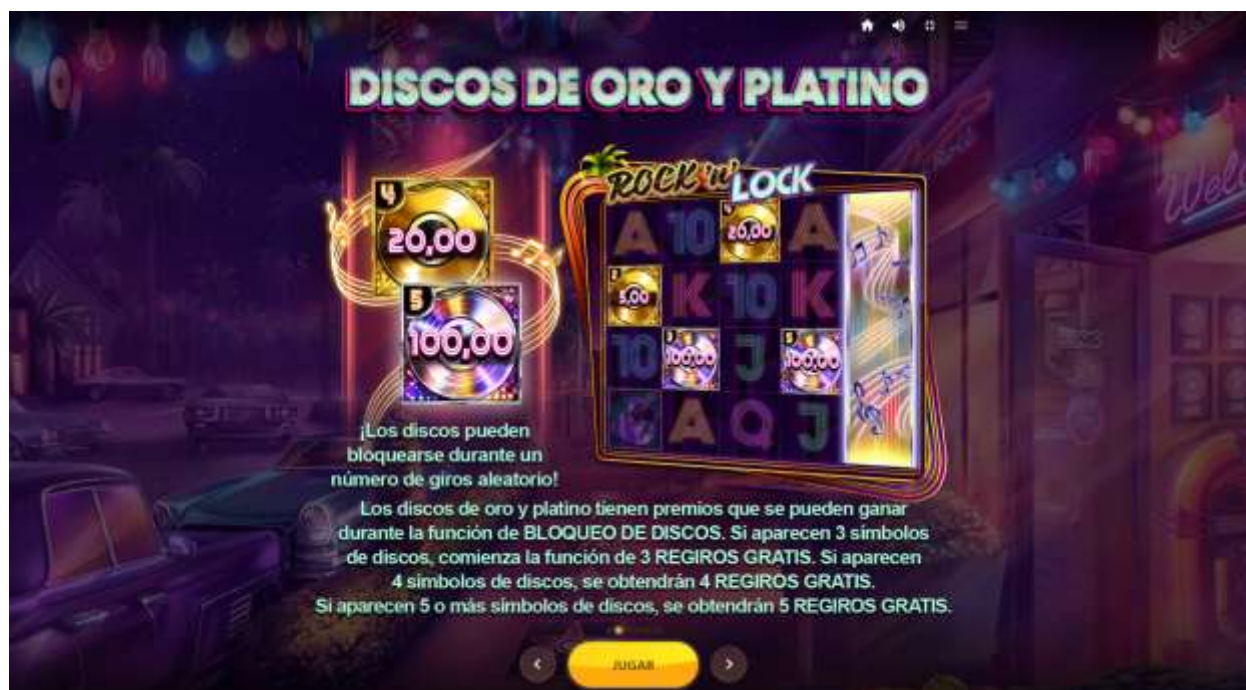 DISCOS DE ORO Y PLATINO
ROCK 'n' LOCK
4
20,00
5
100,00
A 10 4 20,00 A
2 5,00 K 10 K
10 3 100,00 J 5 100,00
A Q J
¡Los discos pueden
bloquearse durante un
número de giros aleatorio!
Los discos de oro y platino tienen premios que se pueden ganar
durante la función de BLOQUEO DE DISCOS. Si aparecen 3 símbolos
de discos, comienza la función de 3 REGIROS GRATIS. Si aparecen
4 símbolos de discos, se obtendrán 4 REGIROS GRATIS.
Si aparecen 5 o más símbolos de discos, se obtendrán 5 REGIROS GRATIS.
JUGAR